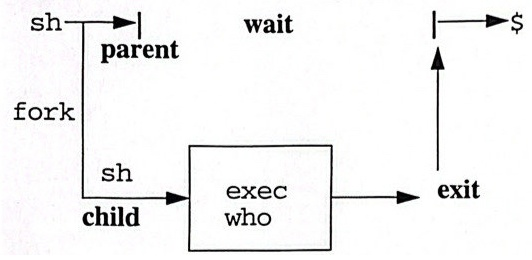 sh
wait
$
parent
fork
sh
child
exec
who
exit